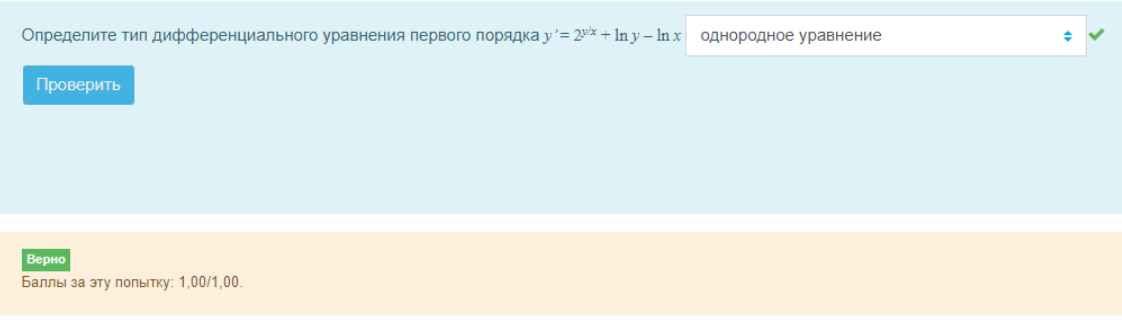 Определите тип дифференциального уравнения первого порядка y′= 2^{y/x} + ln y – ln x однородное уравнение
Проверить
Верно
Баллы за эту попытку: 1,00/1,00.